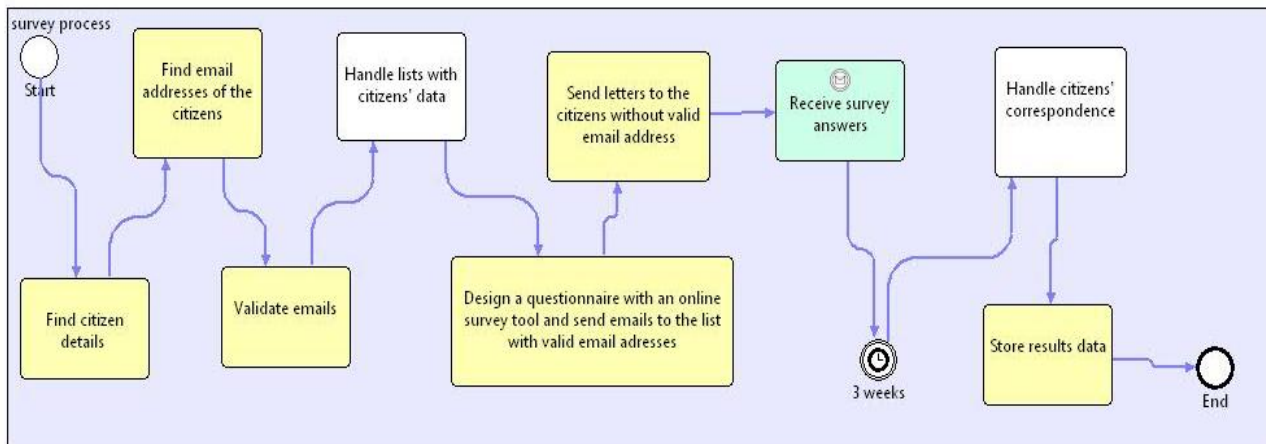 survey process
Start
Find citizen
details
Find email
addresses of the
citizens
Validate emails
Handle lists with
citizens' data
Design a questionnaire with an online
survey tool and send emails to the list
with valid email adresses
Send letters to the
citizens without valid
email address
Receive survey
answers
3 weeks
Handle citizens'
correspondence
Store results data
End